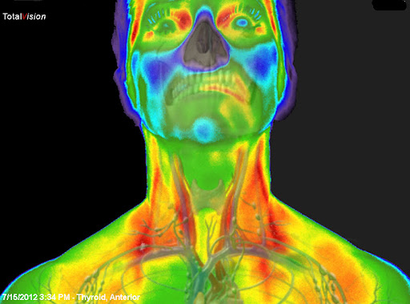 TotalVision
7/15/2012 3:34 PM - Thyroid, Anterior